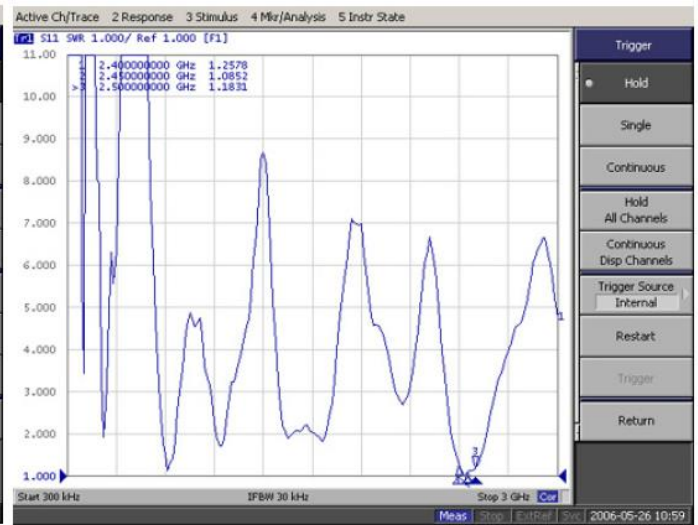 Active Ch/Trace 2 Response 3 Stimulus 4 Mkr/Analysis 5 Instr State
Tr1 S11 SWR 1.000/ Ref 1.000 [F1]
11.00
1 2.400000000 GHz 1.2578
2 2.450000000 GHz 1.0852
>3 2.500000000 GHz 1.1831
10.00
9.000
8.000
7.000
6.000
5.000
4.000
3.000
2.000
1.000
1
3
Start 300 kHz
IFBW 30 kHz
Stop 3 GHz Cor
Meas Stop ExtRef Svc 2006-05-26 10:59
Trigger
Hold
Single
Continuous
Hold
All Channels
Continuous
Disp Channels
Trigger Source
Internal
Restart
Trigger
Return